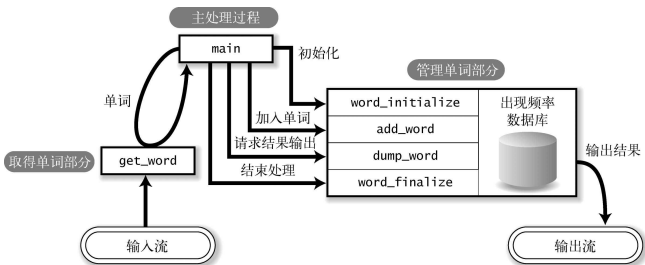 主处理过程
main
初始化
管理单词部分
单词
word_initialize
出现频率
数据库
加入单词
add_word
请求结果输出
dump_word
输出结果
取得单词部分
get_word
结束处理
word_finalize
输入流
输出流